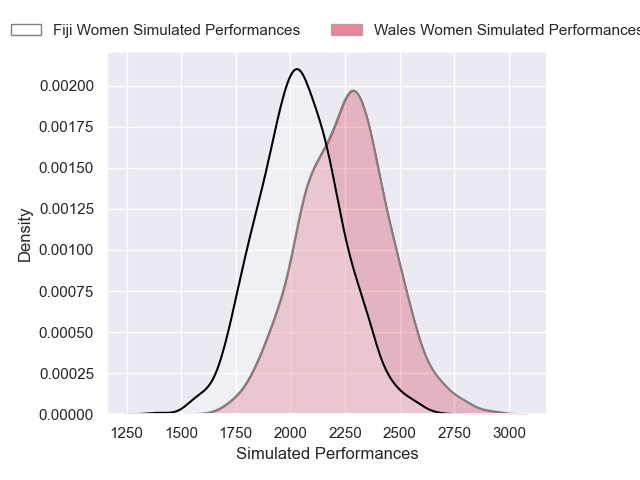 Fiji Women Simulated Performances
Wales Women Simulated Performances
0.00200
0.00175
0.00150
0.00125
0.00100
0.00075
0.00050
0.00025
0.00000
Density
1250 1500 1750 2000 2250 2500 2750 3000
Simulated Performances